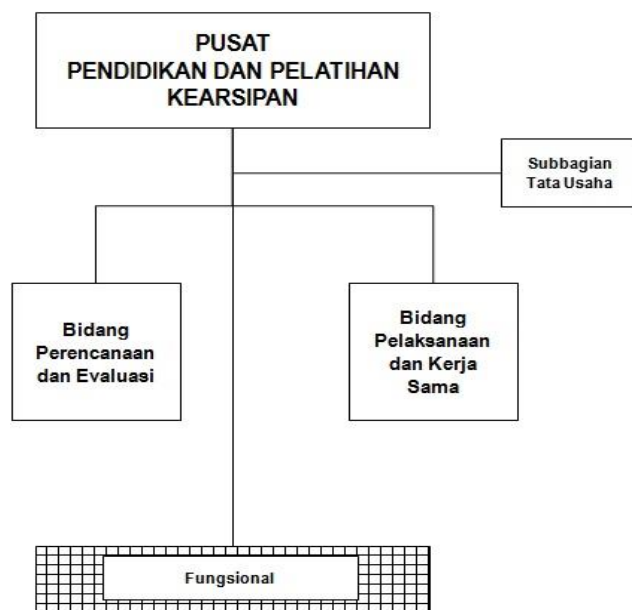 PUSAT
PENDIDIKAN DAN PELATIHAN
KEARSIPAN
Subbagian
Tata Usaha
Bidang
Perencanaan
dan Evaluasi
Bidang
Pelaksanaan
dan Kerja
Sama
Fungsional